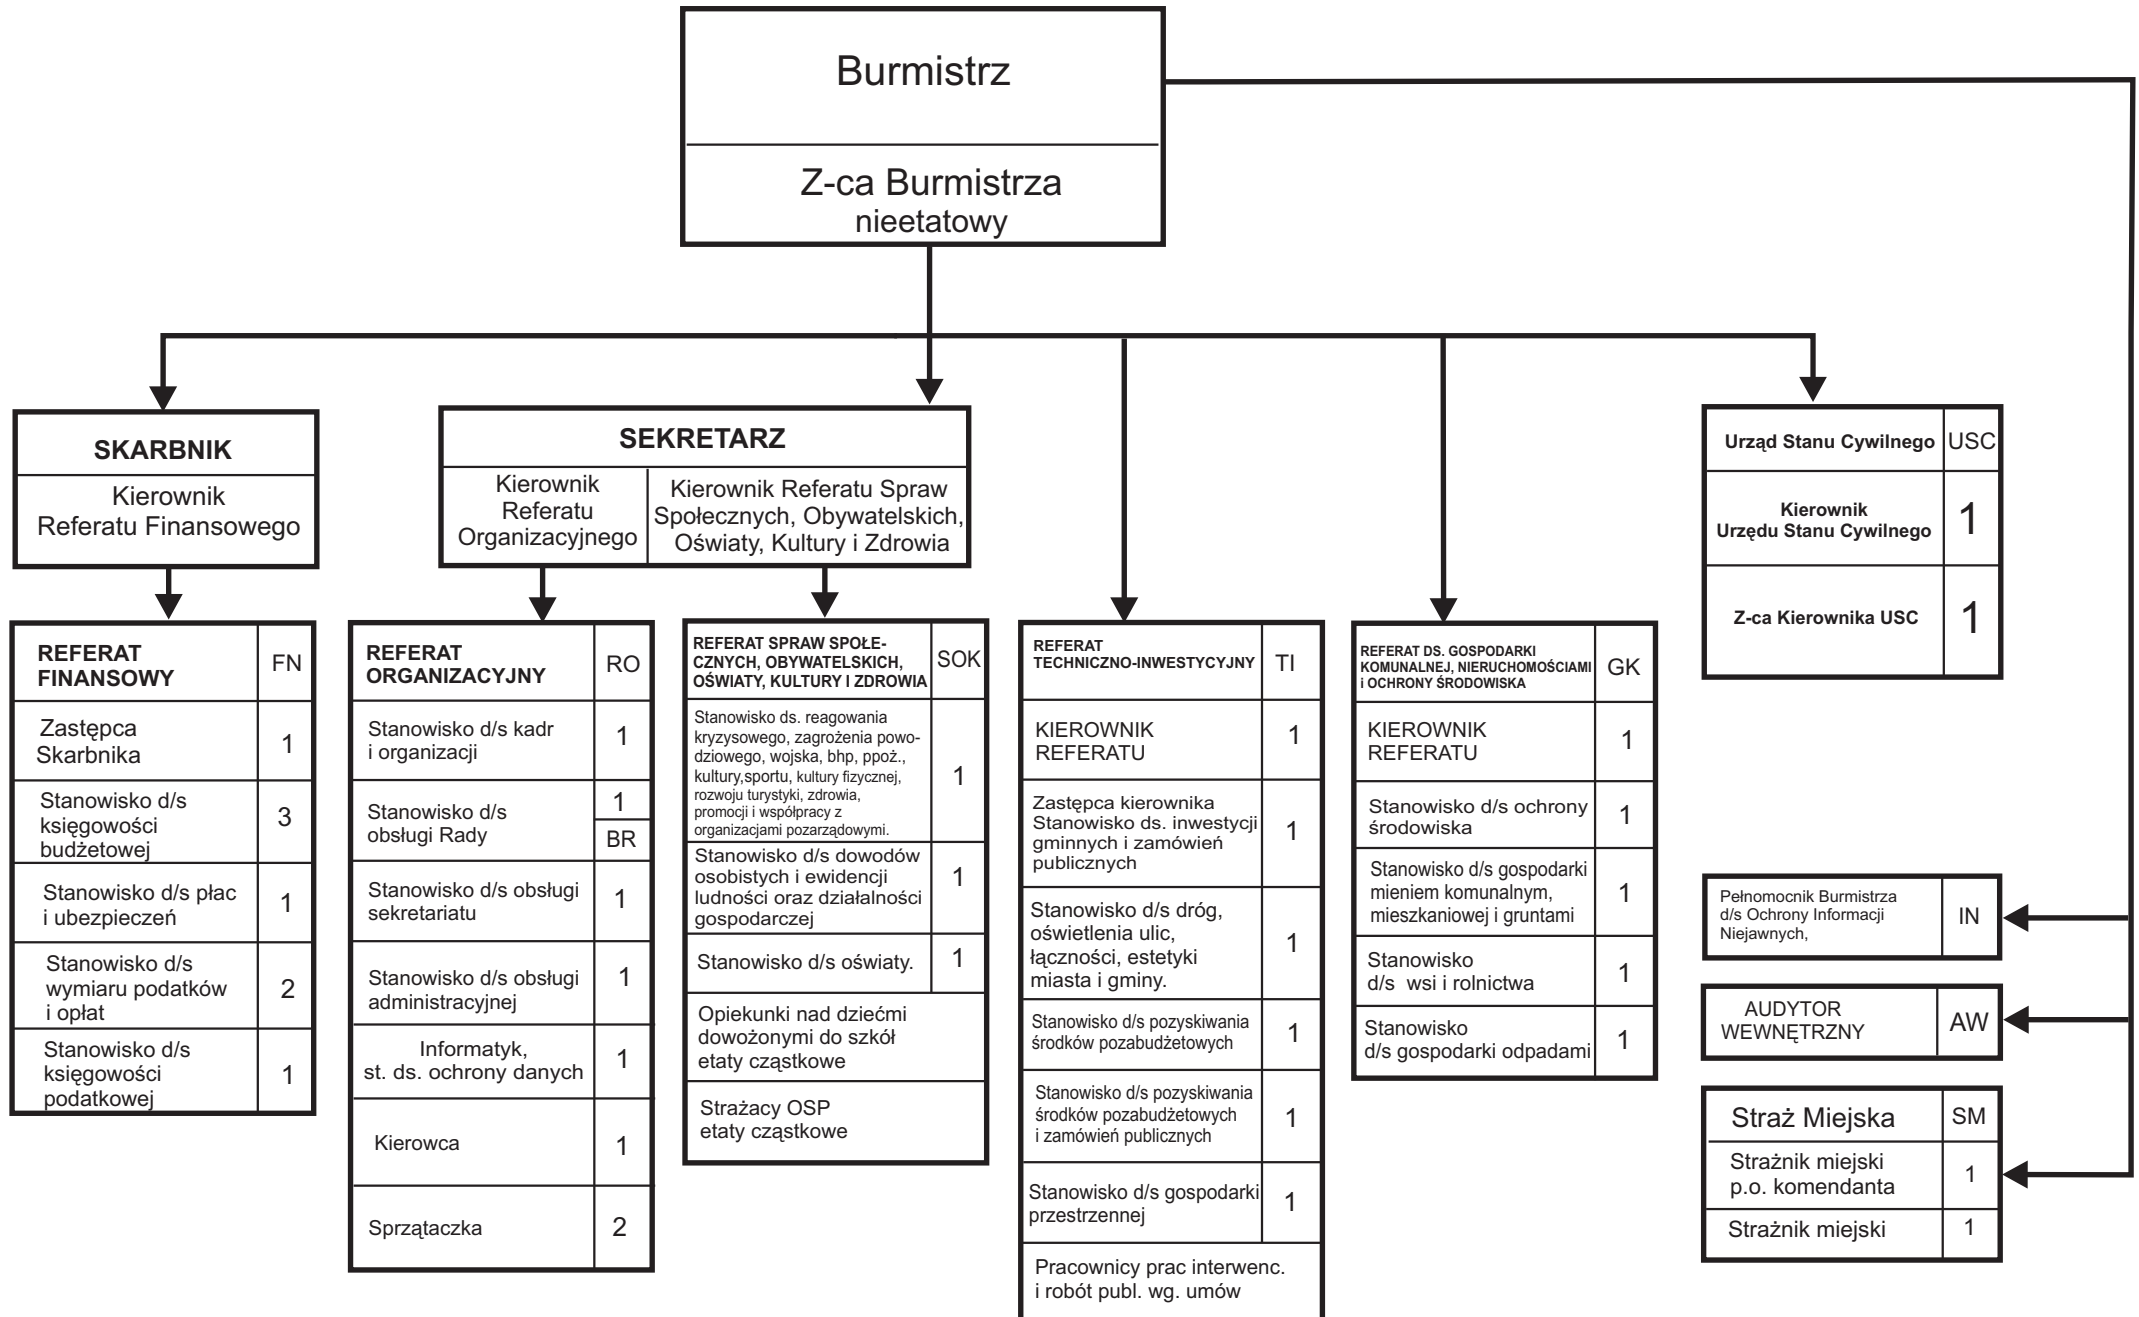 Burmistrz
Z-ca Burmistrza
nieetatowy
SKARBNIK
Kierownik
Referatu Finansowego
SEKRETARZ
Kierownik
Referatu
Organizacyjnego
Kierownik Referatu Spraw
Społecznych, Obywatelskich,
Oświaty, Kultury i Zdrowia
Urząd Stanu Cywilnego USC
Kierownik
Urzędu Stanu Cywilnego 1
Z-ca Kierownika USC 1
REFERAT
FINANSOWY FN
Zastępca
Skarbnika 1
Stanowisko d/s
księgowości
budżetowej 3
Stanowisko d/s płac
i ubezpieczeń 1
Stanowisko d/s
wymiaru podatków
i opłat 2
Stanowisko d/s
księgowości
podatkowej 1
REFERAT
ORGANIZACYJNY RO
Stanowisko d/s kadr
i organizacji 1
Stanowisko d/s
obsługi Rady
1
BR
Stanowisko d/s obsługi
sekretariatu 1
Stanowisko d/s obsługi
administracyjnej 1
Informatyk,
st. ds. ochrony danych 1
Kierowca 1
Sprzątaczka 2
REFERAT SPRAW SPOŁE-
CZNYCH, OBYWATELSKICH,
OŚWIATY, KULTURY I ZDROWIA SOK
Stanowisko ds. reagowania
kryzysowego, zagrożenia powo-
dziowego, wojska, bhp, ppoż.,
kultury,sportu, kultury fizycznej,
rozwoju turystyki, zdrowia,
promocji i współpracy z
organizacjami pozarządowymi. 1
Stanowisko d/s dowodów
osobistych i ewidencji
ludności oraz działalności
gospodarczej 1
Stanowisko d/s oświaty. 1
Opiekunki nad dziećmi
dowożonymi do szkół
etaty cząstkowe
Strażacy OSP
etaty cząstkowe
REFERAT
TECHNICZNO-INWESTYCYJNY TI
KIEROWNIK
REFERATU 1
Zastępca kierownika
Stanowisko ds. inwestycji
gminnych i zamówień
publicznych 1
Stanowisko d/s dróg,
oświetlenia ulic,
łączności, estetyki
miasta i gminy. 1
Stanowisko d/s pozyskiwania
środków pozabudżetowych 1
Stanowisko d/s pozyskiwania
środków pozabudżetowych
i zamówień publicznych 1
Stanowisko d/s gospodarki
przestrzennej 1
Pracownicy prac interwenc.
i robót publ. wg. umów
REFERAT DS. GOSPODARKI
KOMUNALNEJ, NIERUCHOMOŚCIAMI
i OCHRONY ŚRODOWISKA GK
KIEROWNIK
REFERATU 1
Stanowisko d/s ochrony
środowiska 1
Stanowisko d/s gospodarki
mieniem komunalnym,
mieszkaniowej i gruntami 1
Stanowisko
d/s wsi i rolnictwa 1
Stanowisko
d/s gospodarki odpadami 1
Pełnomocnik Burmistrza
d/s Ochrony Informacji
Niejawnych, IN
AUDYTOR
WEWNĘTRZNY AW
Straż Miejska SM
Strażnik miejski
p.o. komendanta 1
Strażnik miejski 1